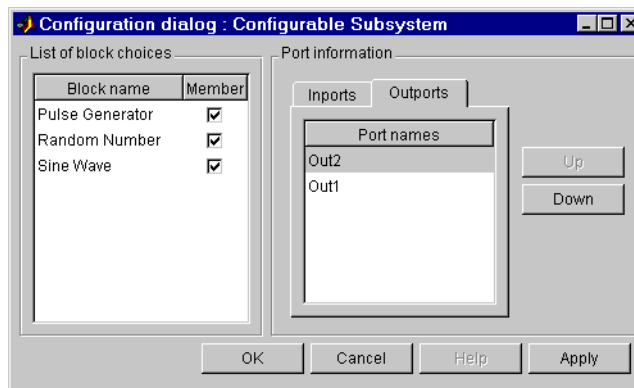 Configuration dialog : Configurable Subsystem
List of block choices
Block name Member
Pulse Generator
Random Number
Sine Wave
Port information
Inports Outports
Port names
Out2
Out1
Up
Down
OK Cancel Help Apply